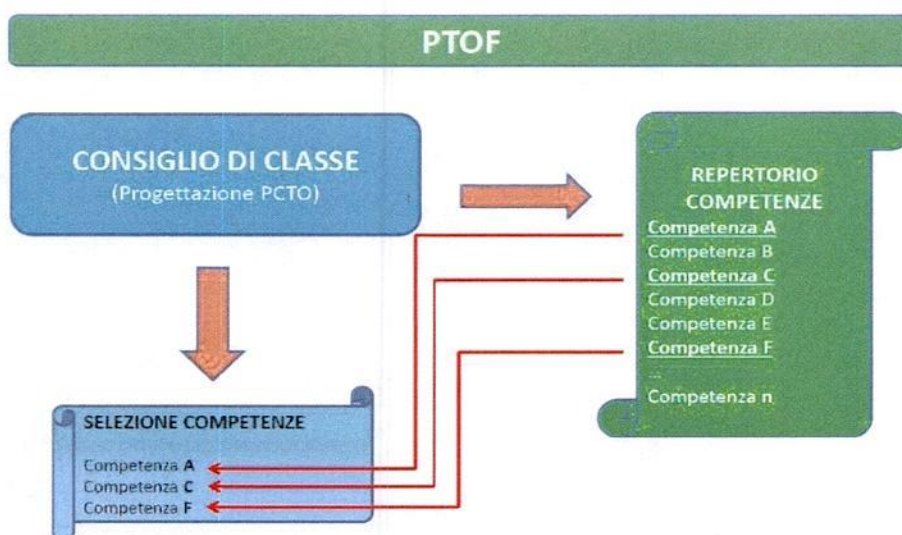 PTOF
CONSIGLIO DI CLASSE
(Progettazione PCTO)
REPERTORIO
COMPETENZE
Competenza A
Competenza B
Competenza C
Competenza D
Competenza E
Competenza F
...
Competenza n
SELEZIONE COMPETENZE
Competenza A
Competenza C
Competenza F